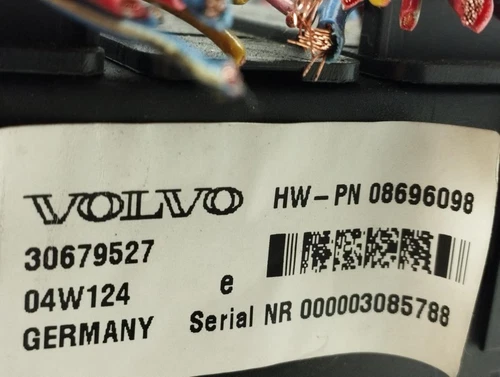 VOLVO HW-PN 08696098
30679527
04W124 e
GERMANY Serial NR 000003085788